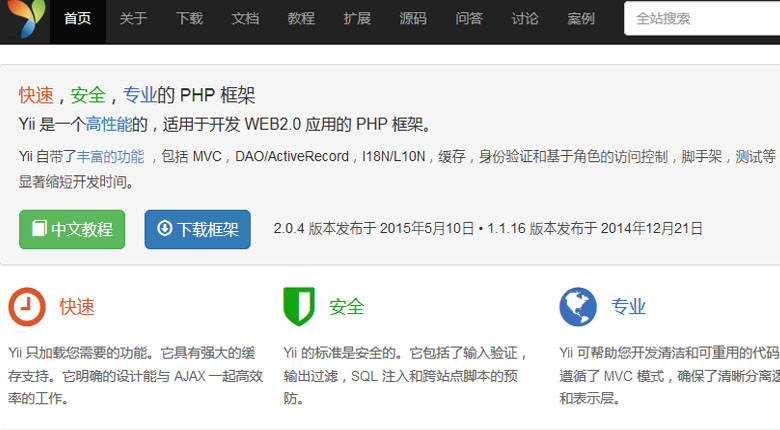 首页 关于 下载 文档 教程 扩展 源码 问答 讨论 案例 全站搜索
快速，安全，专业的 PHP 框架
Yii 是一个高性能的，适用于开发 WEB2.0 应用的 PHP 框架。
Yii 自带了丰富的功能 ，包括 MVC，DAO/ActiveRecord，I18N/L10N，缓存，身份验证和基于角色的访问控制，脚手架，测试等
显著缩短开发时间。
中文教程 下载框架 2.0.4 版本发布于 2015年5月10日 • 1.1.16 版本发布于 2014年12月21日
快速 安全 专业
Yii 只加载您需要的功能。它具有强大的缓 Yii 的标准是安全的。它包括了输入验证， Yii 可帮助您开发清洁和可重用的代码
存支持。它明确的设计能与 AJAX 一起高效 输出过滤，SQL 注入和跨站点脚本的预 遵循了 MVC 模式，确保了清晰分离逻
率的工作。 防。 和表示层。